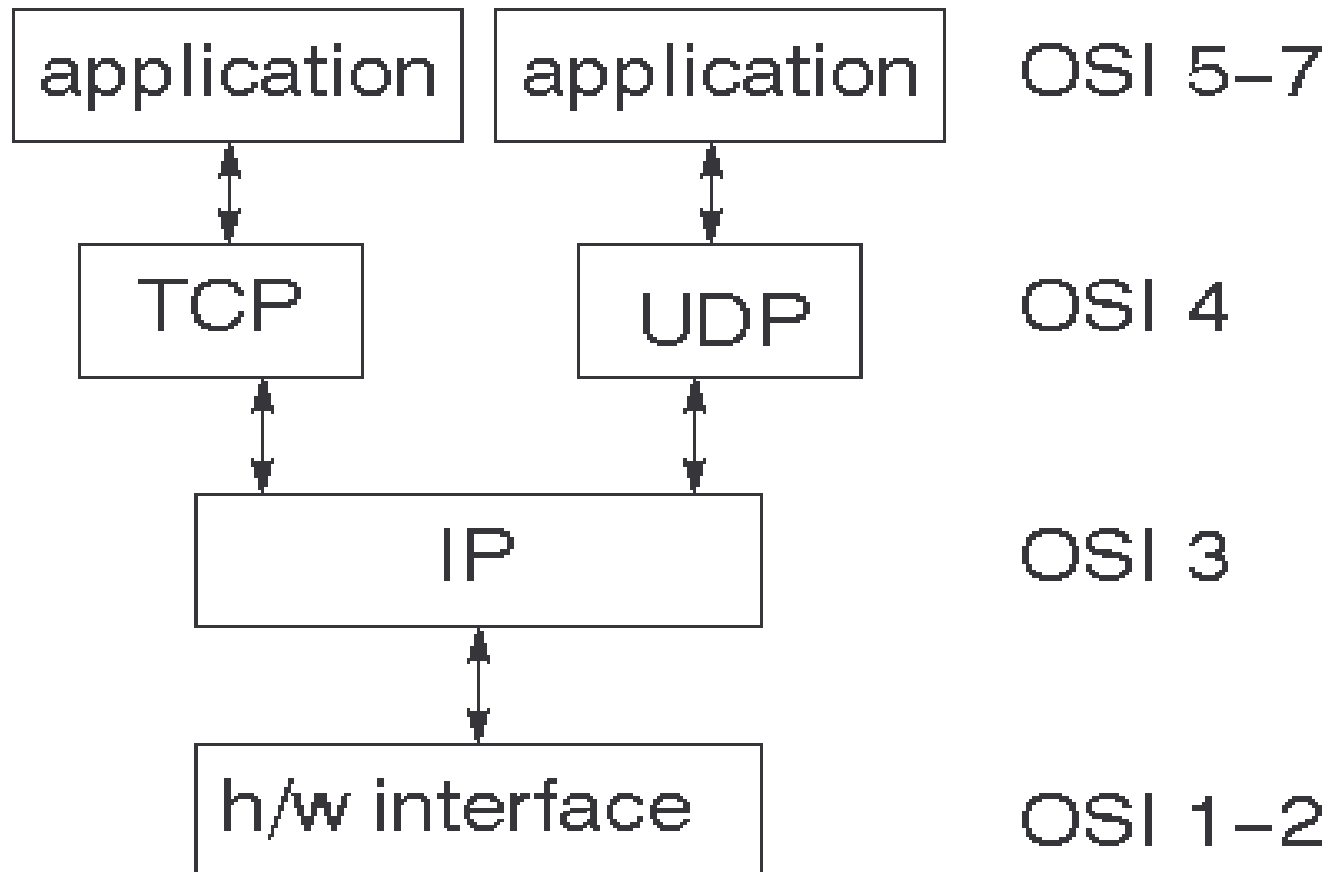 application application OSI 5–7
TCP UDP OSI 4
IP OSI 3
h/w interface OSI 1–2